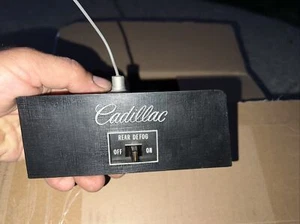 Cadillac
REAR DEFOG
OFF ON